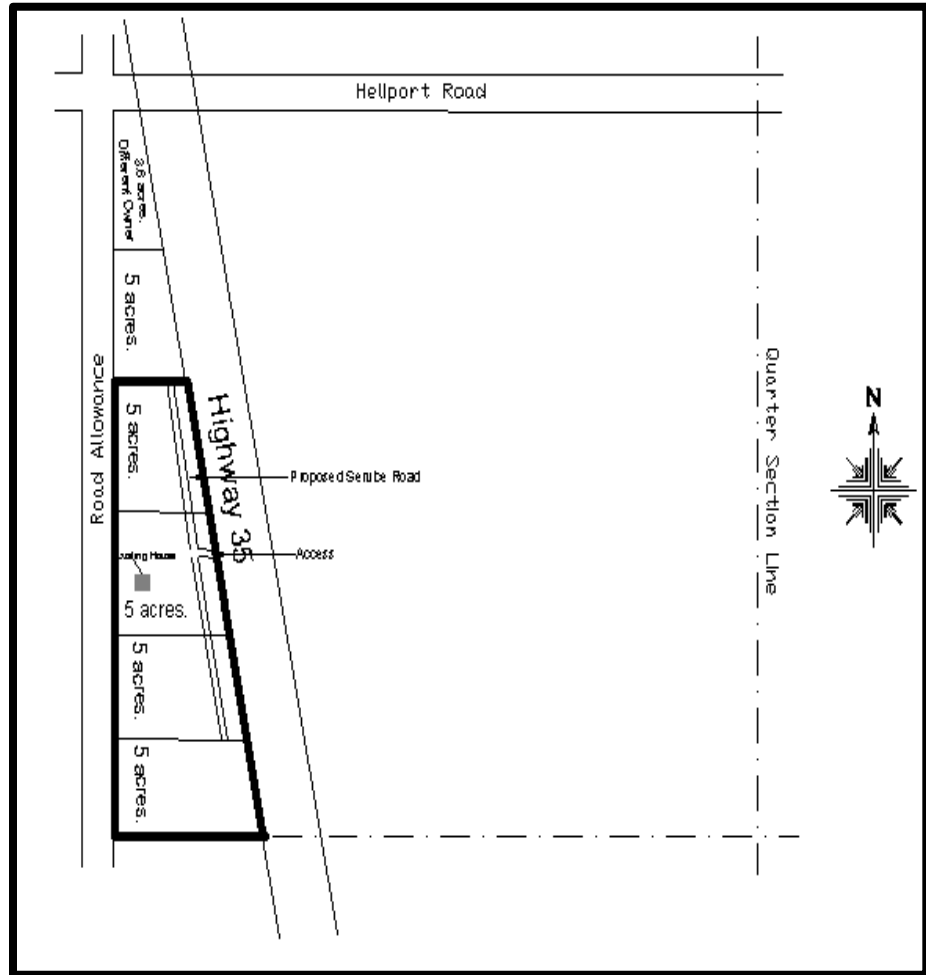 Hellport Road
3.6 acres.
Different Owner
5 acres.
Road Allowance
Highway 35
5 acres.
Quarter Section Line
N
Proposed Service Road
Access
House
5 acres.
5 acres.
5 acres.